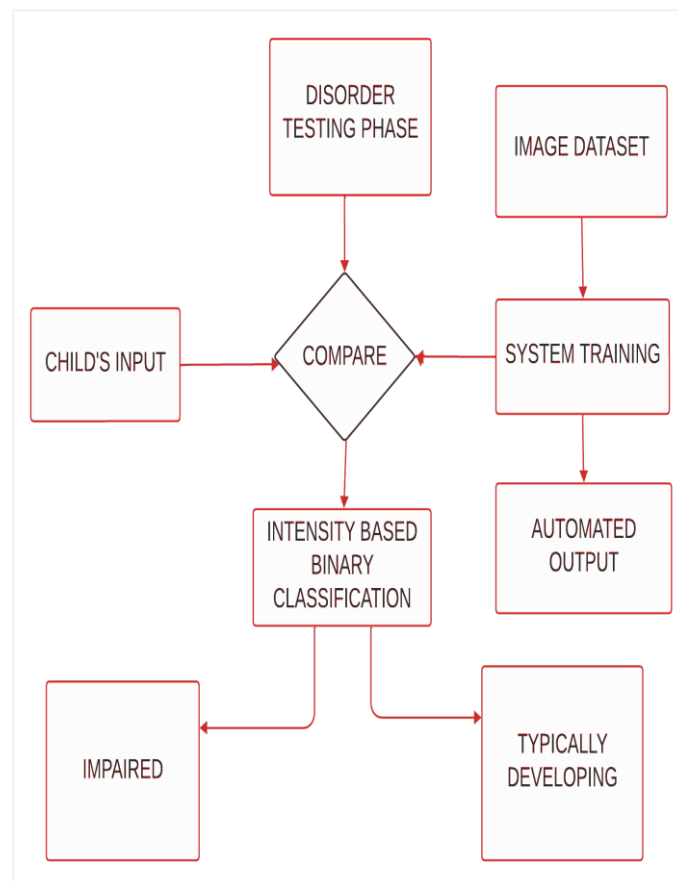 DISORDER
TESTING PHASE
IMAGE DATASET
CHILD'S INPUT
COMPARE
SYSTEM TRAINING
INTENSITY BASED
BINARY
CLASSIFICATION
AUTOMATED
OUTPUT
IMPAIRED
TYPICALLY
DEVELOPING